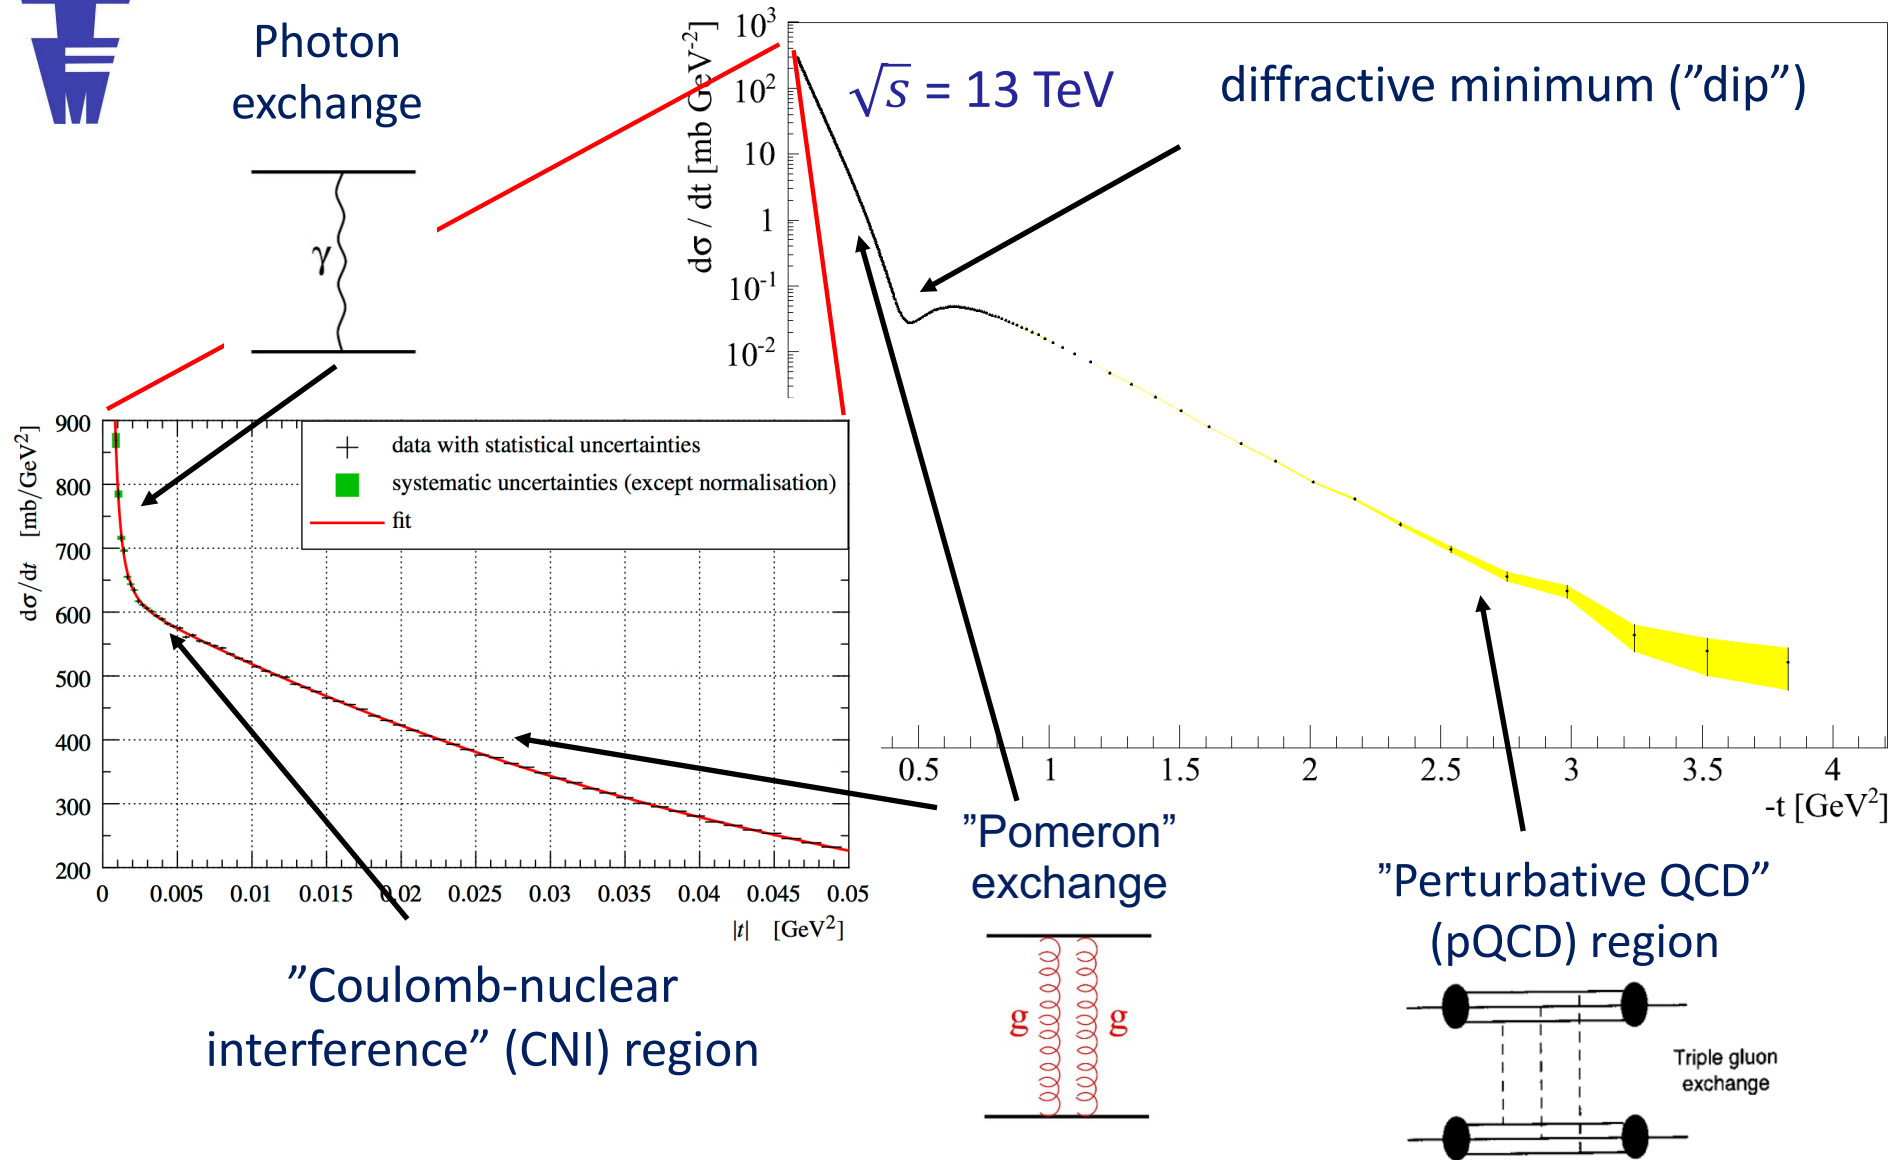 Photon
exchange
γ
dσ / dt [mb GeV-2]
10³
10²
10
1
10-1
10-2
√s = 13 TeV
diffractive minimum (”dip”)
0.5 1 1.5 2 2.5 3 3.5 4
-t [GeV²]
dσ/dt [mb/GeV²]
900
800
700
600
500
400
300
200
data with statistical uncertainties
systematic uncertainties (except normalisation)
fit
0 0.005 0.01 0.015 0.02 0.025 0.03 0.035 0.04 0.045 0.05
|t| [GeV²]
”Coulomb-nuclear
interference” (CNI) region
”Pomeron”
exchange
g g
”Perturbative QCD”
(pQCD) region
Triple gluon
exchange